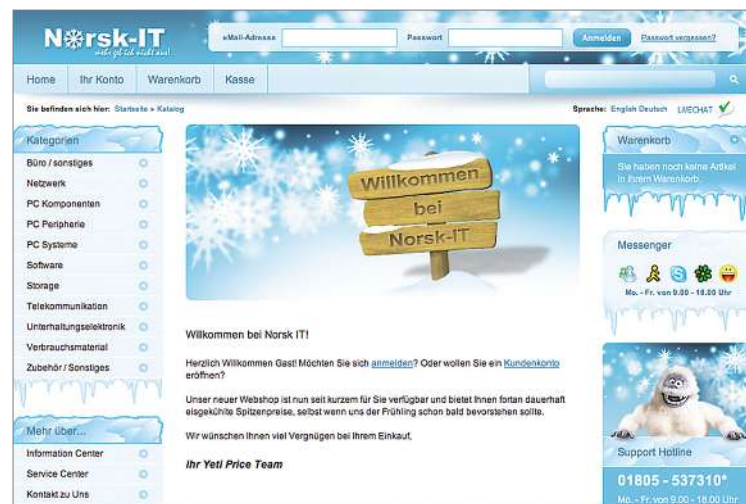 Norsk-IT
mehr geh ich nicht aus!
eMail-Adresse
Passwort
Anmelden
Passwort vergessen?
Home
Ihr Konto
Warenkorb
Kasse
Sie befinden sich hier: Startseite » Katalog
Sprache: English Deutsch LIVECHAT
Kategorien
Büro / sonstiges
Netzwerk
PC Komponenten
PC Peripherie
PC Systeme
Software
Storage
Telekommunikation
Unterhaltungselektronik
Verbrauchsmaterial
Zubehör / Sonstiges
Mehr über...
Information Center
Service Center
Kontakt zu Uns
Willkommen
bei
Norsk-IT
Willkommen bei Norsk IT!
Herzlich Willkommen Gast! Möchten Sie sich anmelden? Oder wollen Sie ein Kundenkonto
eröffnen?
Unser neuer Webshop ist nun seit kurzem für Sie verfügbar und bietet Ihnen fortan dauerhaft
eisgekühlte Spitzenpreise, selbst wenn uns der Frühling schon bald bevorstehen sollte.
Wir wünschen Ihnen viel Vergnügen bei Ihrem Einkauf,
Ihr Yeti Price Team
Warenkorb
Sie haben noch keine Artikel
in Ihrem Warenkorb.
Messenger
Mo. - Fr. von 9.00 - 18.00 Uhr
Support Hotline
01805 - 537310*
Mo. - Fr. von 9.00 - 18:00 Uhr